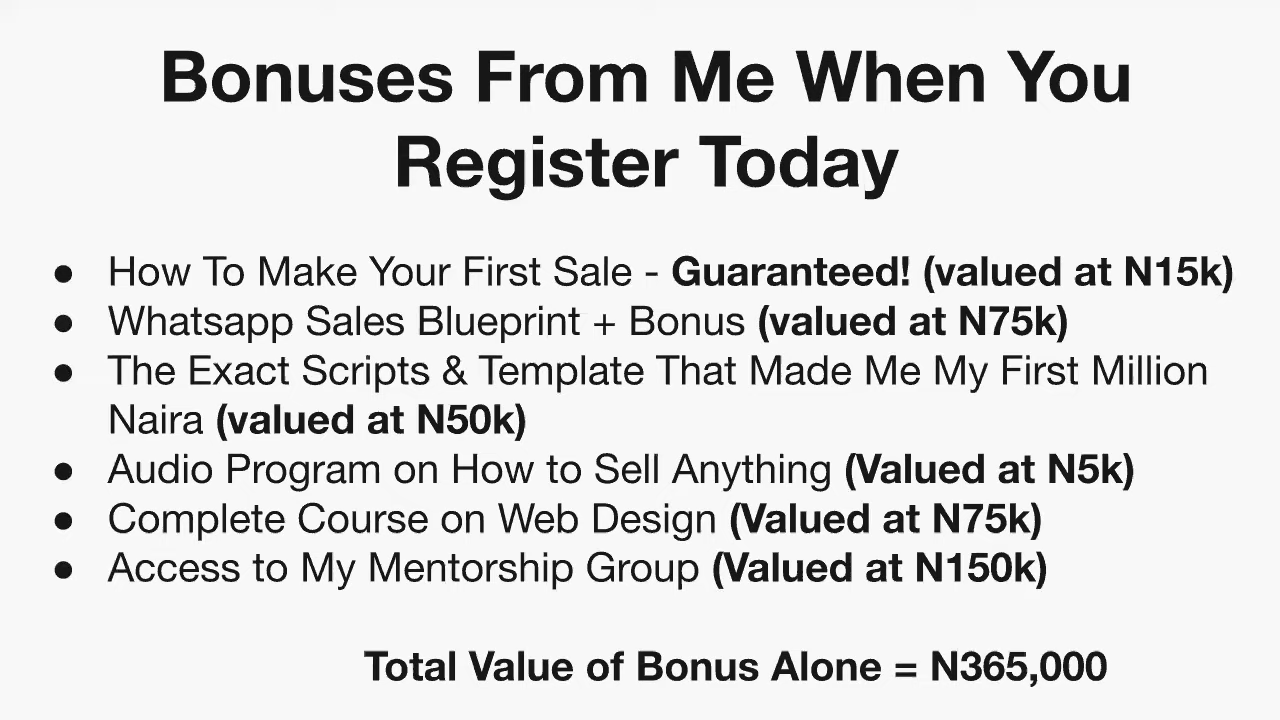 Bonuses From Me When You
Register Today
● How To Make Your First Sale - Guaranteed! (valued at N15k)
● Whatsapp Sales Blueprint + Bonus (valued at N75k)
● The Exact Scripts & Template That Made Me My First Million
Naira (valued at N50k)
● Audio Program on How to Sell Anything (Valued at N5k)
● Complete Course on Web Design (Valued at N75k)
● Access to My Mentorship Group (Valued at N150k)
Total Value of Bonus Alone = N365,000